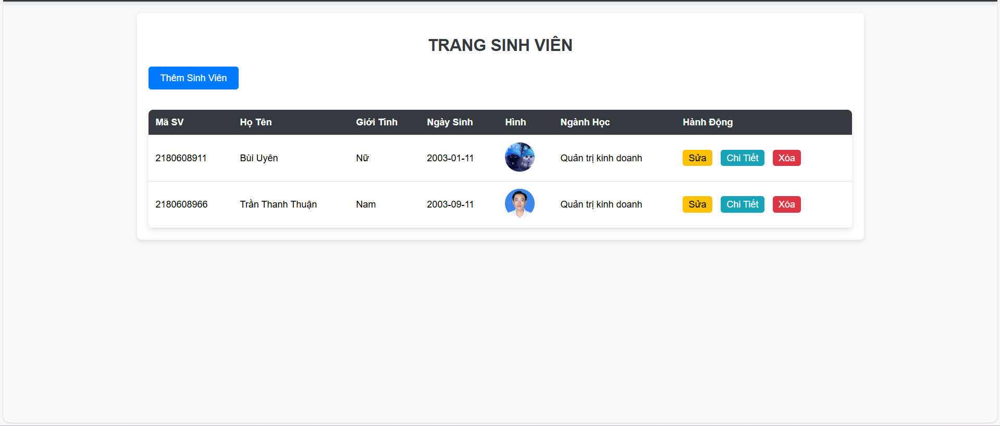 TRANG SINH VIÊN
Thêm Sinh Viên
Mã SV Họ Tên Giới Tính Ngày Sinh Hình Ngành Học Hành Động
2180608911 Bùi Uyên Nữ 2003-01-11 Quản trị kinh doanh Sửa Chi Tiết Xóa
2180608966 Trần Thanh Thuận Nam 2003-09-11 Quản trị kinh doanh Sửa Chi Tiết Xóa